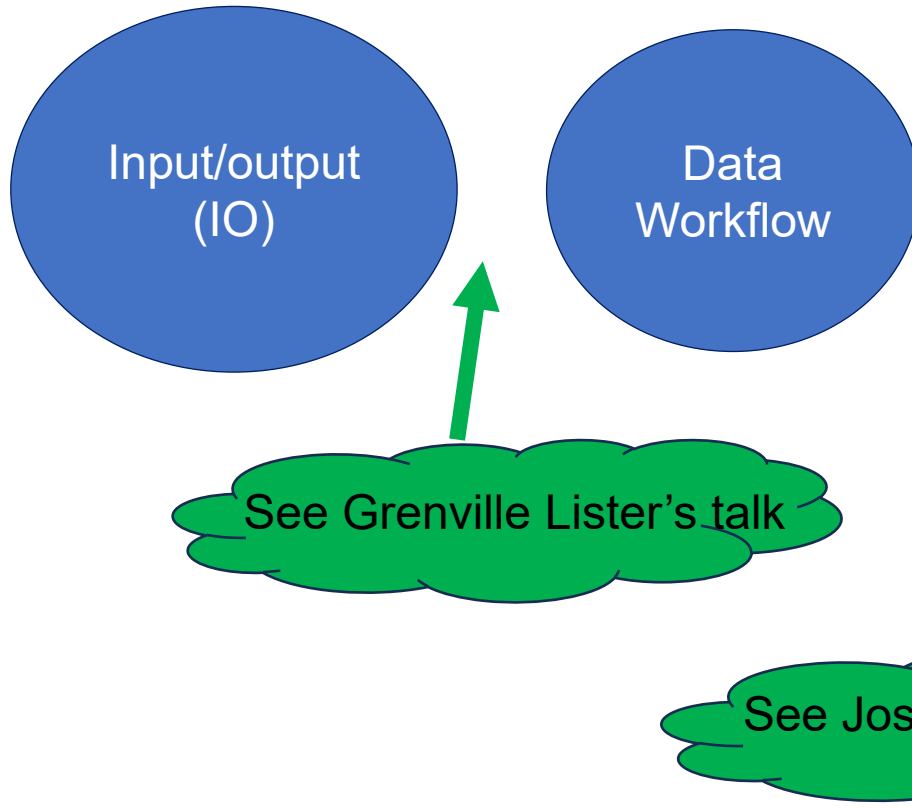 Input/output
(IO)
Data
Workflow
See Grenville Lister’s talk
See Jos